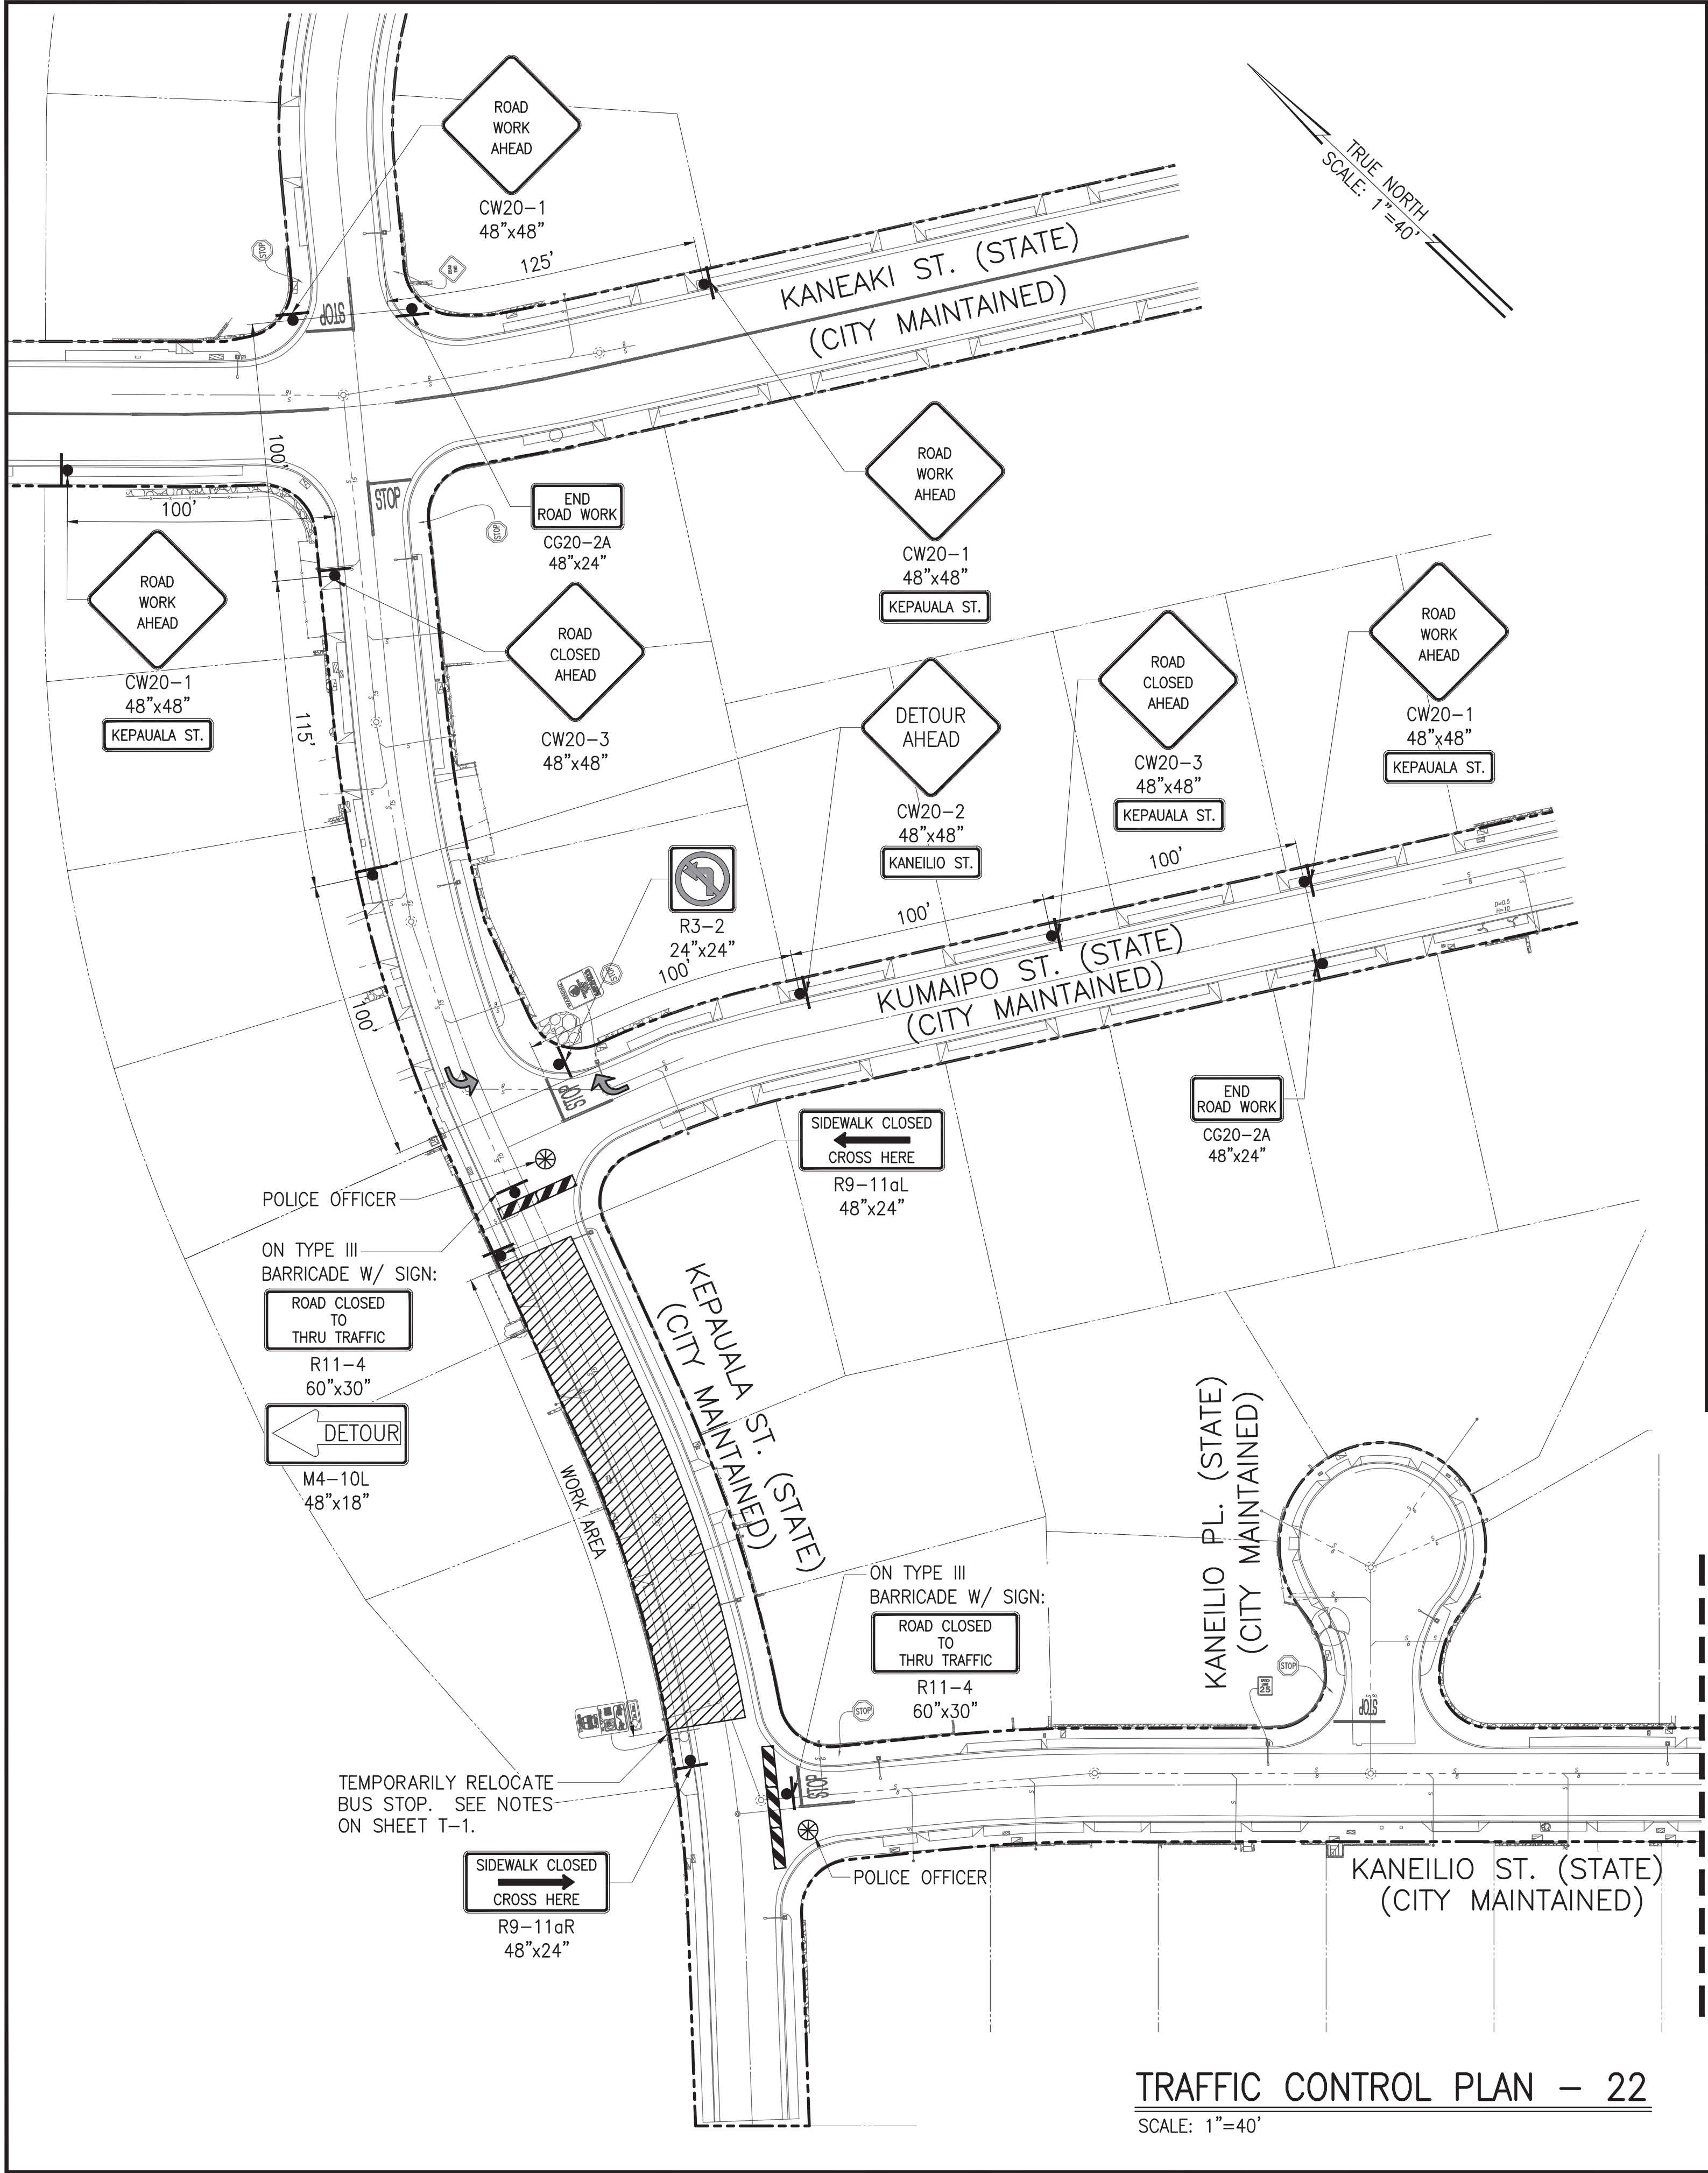 ROAD
WORK
AHEAD
CW20-1
48"x48"
125'
KANEAKI ST. (STATE)
(CITY MAINTAINED)
TRUE NORTH
SCALE: 1"=40'
STOP
STOP
100'
100'
STOP
STOP
END
ROAD WORK
CG20-2A
48"x24"
ROAD
WORK
AHEAD
CW20-1
48"x48"
KEPAUALA ST.
ROAD
WORK
AHEAD
CW20-1
48"x48"
KEPAUALA ST.
ROAD
CLOSED
AHEAD
CW20-3
48"x48"
115'
DETOUR
AHEAD
CW20-2
48"x48"
KANEILIO ST.
ROAD
CLOSED
AHEAD
CW20-3
48"x48"
KEPAUALA ST.
ROAD
WORK
AHEAD
CW20-1
48"x48"
KEPAUALA ST.
R3-2
24"x24"
100'
100'
100'
100'
D=0.5
H=10
STOP
STOP
KUMAIPO ST. (STATE)
(CITY MAINTAINED)
END
ROAD WORK
CG20-2A
48"x24"
SIDEWALK CLOSED
CROSS HERE
R9-11aL
48"x24"
POLICE OFFICER
ON TYPE III
BARRICADE W/ SIGN:
ROAD CLOSED
TO
THRU TRAFFIC
R11-4
60"x30"
DETOUR
M4-10L
48"x18"
KEPAUALA ST. (STATE)
(CITY MAINTAINED)
WORK AREA
KANEILIO PL. (STATE)
(CITY MAINTAINED)
ON TYPE III
BARRICADE W/ SIGN:
ROAD CLOSED
TO
THRU TRAFFIC
R11-4
60"x30"
STOP
25
STOP
STOP
STOP
TEMPORARILY RELOCATE
BUS STOP. SEE NOTES
ON SHEET T-1.
SIDEWALK CLOSED
CROSS HERE
R9-11aR
48"x24"
POLICE OFFICER
KANEILIO ST. (STATE)
(CITY MAINTAINED)
TRAFFIC CONTROL PLAN - 22
SCALE: 1"=40'